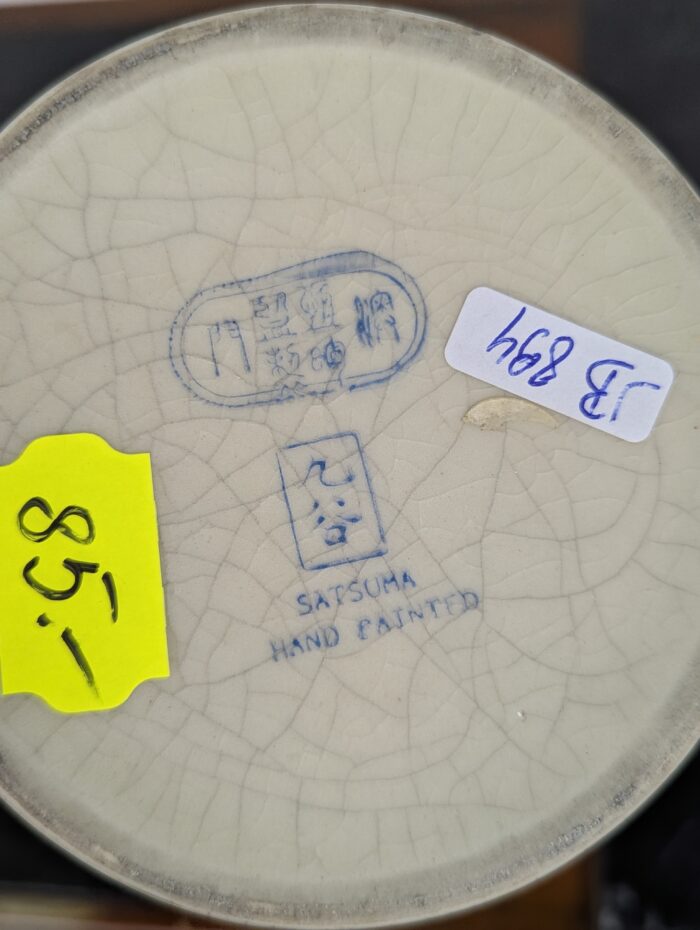 九谷
SATSUMA
HAND PAINTED
JB 894
85.-